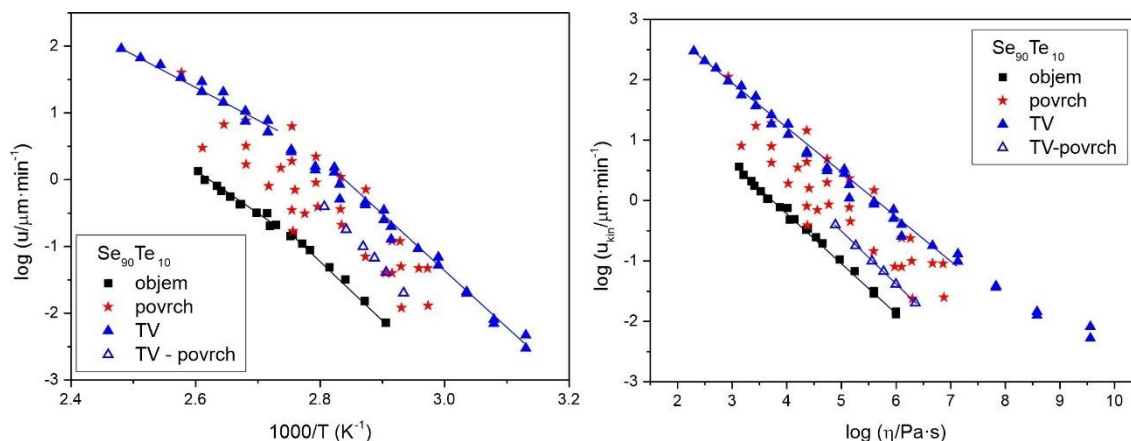 log (u/μm·min⁻¹)
2
1
0
-1
-2
-3
Se₉₀Te₁₀
objem
povrch
TV
TV - povrch
2.4 2.6 2.8 3.0 3.2
1000/T (K⁻¹)
log (u_kin/μm·min⁻¹)
3
2
1
0
-1
-2
-3
Se₉₀Te₁₀
objem
povrch
TV
TV-povrch
2 3 4 5 6 7 8 9 10
log (η/Pa·s)